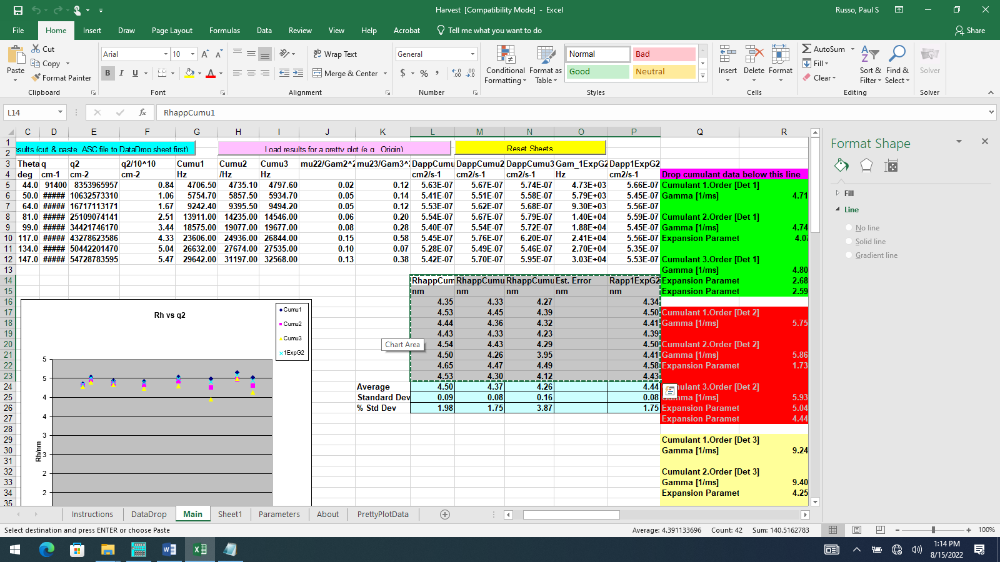 Harvest [Compatibility Mode] - Excel
Russo, Paul S
File Home Insert Draw Page Layout Formulas Data Review View Help Acrobat Tell me what you want to do Share
Paste
Cut
Copy
Format Painter
Clipboard
Arial 10
B I U
Font
Wrap Text
Merge & Center
Alignment
General
$ % ,
Number
Conditional Formatting
Format as Table
Normal Bad
Good Neutral
Styles
Insert Delete Format
Cells
AutoSum
Fill
Clear
Sort & Filter
Find & Select
Editing
Solver
Solver
L14
fx
RhappCumu1
C D E F G H I J K L M N O P Q R
1
esults (cut & paste .ASC file to DataDrop sheet first)
Load results for a pretty plot (e.g. Origin)
Reset Sheets
2
3 Theta q q2 q2/10^10 Cumu1 Cumu2 Cumu3 mu22/Gam2^2 mu23/Gam3^ DappCumu DappCumu2 DappCumu3 Gam_1ExpG2 Dapp1ExpG2
4 deg cm-1 cm-2 cm-2 Hz /Hz Hz cm2/s-1 cm2/s-1 cm2/s-1 Hz cm2/s-1 Drop cumulant data below this line
5 44.0 91400 8353965957 0.84 4706.50 4735.10 4797.60 0.02 0.12 5.63E-07 5.67E-07 5.74E-07 4.73E+03 5.66E-07 Cumulant 1.Order [Det 1]
6 50.0 ##### 10632573310 1.06 5754.70 5857.50 5934.70 0.05 0.14 5.41E-07 5.51E-07 5.58E-07 5.79E+03 5.45E-07 Gamma [1/ms] 4.71
7 64.0 ##### 16717113171 1.67 9242.40 9395.50 9494.20 0.05 0.12 5.53E-07 5.62E-07 5.68E-07 9.30E+03 5.56E-07
8 81.0 ##### 25109074141 2.51 13911.00 14235.00 14546.00 0.06 0.20 5.54E-07 5.67E-07 5.79E-07 1.40E+04 5.59E-07 Cumulant 2.Order [Det 1]
9 99.0 ##### 34421746170 3.44 18575.00 19077.00 19677.00 0.08 0.28 5.40E-07 5.54E-07 5.72E-07 1.88E+04 5.45E-07 Gamma [1/ms] 4.74
10 117.0 ##### 43278623586 4.33 23606.00 24936.00 26844.00 0.15 0.58 5.45E-07 5.76E-07 6.20E-07 2.41E+04 5.56E-07 Expansion Paramet 4.07
11 134.0 ##### 50442201470 5.04 26632.00 27674.00 27535.00 0.10 0.07 5.28E-07 5.49E-07 5.46E-07 2.70E+04 5.35E-07
12 147.0 ##### 54728783595 5.47 29642.00 31197.00 32568.00 0.13 0.38 5.42E-07 5.70E-07 5.95E-07 3.03E+04 5.53E-07 Cumulant 3.Order [Det 1]
13 Gamma [1/ms] 4.80
14 RhappCum RhappCumu RhappCumu Est. Error Rapp1ExpG2 Expansion Paramet 2.68
15 nm nm nm nm nm Expansion Paramet 2.59
16 4.35 4.33 4.27 4.34
17 4.53 4.45 4.39 4.50 Cumulant 1.Order [Det 2]
18 4.44 4.36 4.32 4.41 Gamma [1/ms] 5.75
19 4.43 4.33 4.23 4.39
20 4.54 4.43 4.29 4.50 Cumulant 2.Order [Det 2]
21 4.50 4.26 3.95 4.41 Gamma [1/ms] 5.86
22 4.65 4.47 4.49 4.58 Expansion Paramet 1.73
23 4.53 4.30 4.12 4.43
24 Average 4.50 4.37 4.26 4.44 mulant 3.Order [Det 2]
25 Standard Dev 0.09 0.08 0.16 0.08 mma [1/ms] 5.93
26 % Std Dev 1.98 1.75 3.87 1.75 Expansion Paramet 5.04
27 Expansion Paramet 4.44
28
29 Cumulant 1.Order [Det 3]
30 Gamma [1/ms] 9.24
31
32 Cumulant 2.Order [Det 3]
33 Gamma [1/ms] 9.40
34 Expansion Paramet 4.25
35
Rh vs q2
Cumu1
Cumu2
Cumu3
1ExpG2
Chart Area
5
5
4
4
3
3
2
2
Rh/nm
Format Shape
Fill
Line
No line
Solid line
Gradient line
Instructions DataDrop Main Sheet1 Parameters About PrettyPlotData
Select destination and press ENTER or choose Paste
Average: 4.391133696 Count: 42 Sum: 140.5162783
100%
1:14 PM
8/15/2022